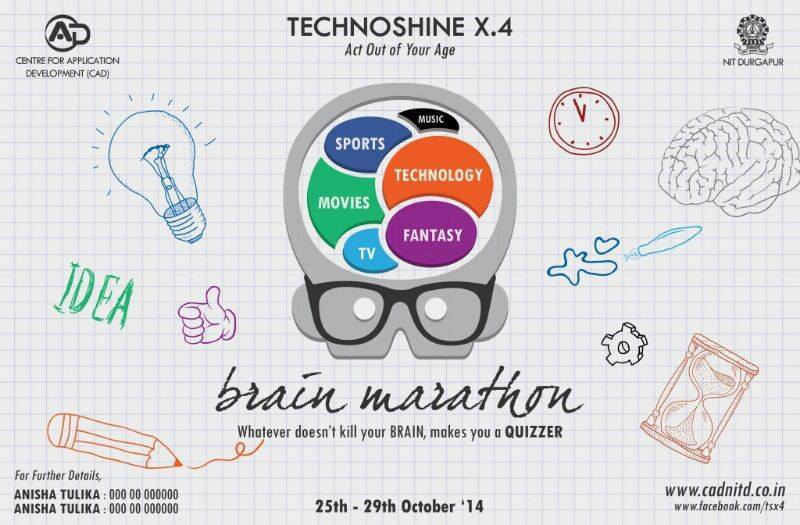 TECHNOSHINE X.4
Act Out of Your Age
CAD
CENTRE FOR APPLICATION
DEVELOPMENT (CAD)
NIT DURGAPUR
MUSIC
SPORTS
TECHNOLOGY
MOVIES
FANTASY
TV
IDEA
brain marathon
Whatever doesn't kill your BRAIN, makes you a QUIZZER
For Further Details,
ANISHA TULIKA : 000 00 000000
ANISHA TULIKA : 000 00 000000
25th - 29th October ‘14
www.cadnitd.co.in
www.facebook.com/tsx4